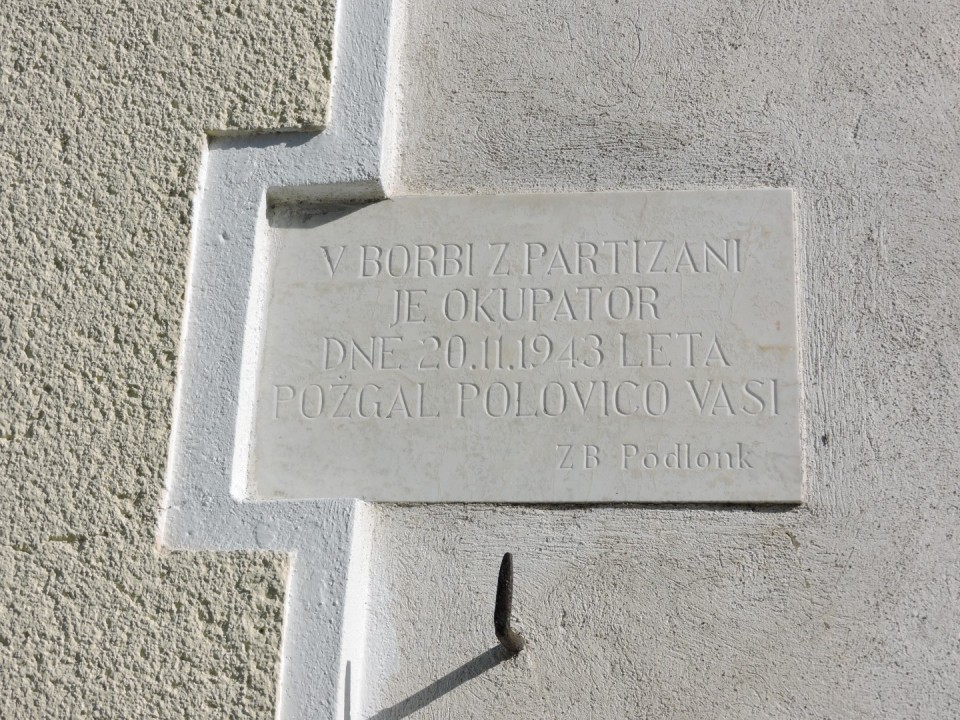 V BORBI Z PARTIZANI
JE OKUPATOR
DNE 20.11.1943 LETA
POŽGAL POLOVICO VASI
ZB Podlonk